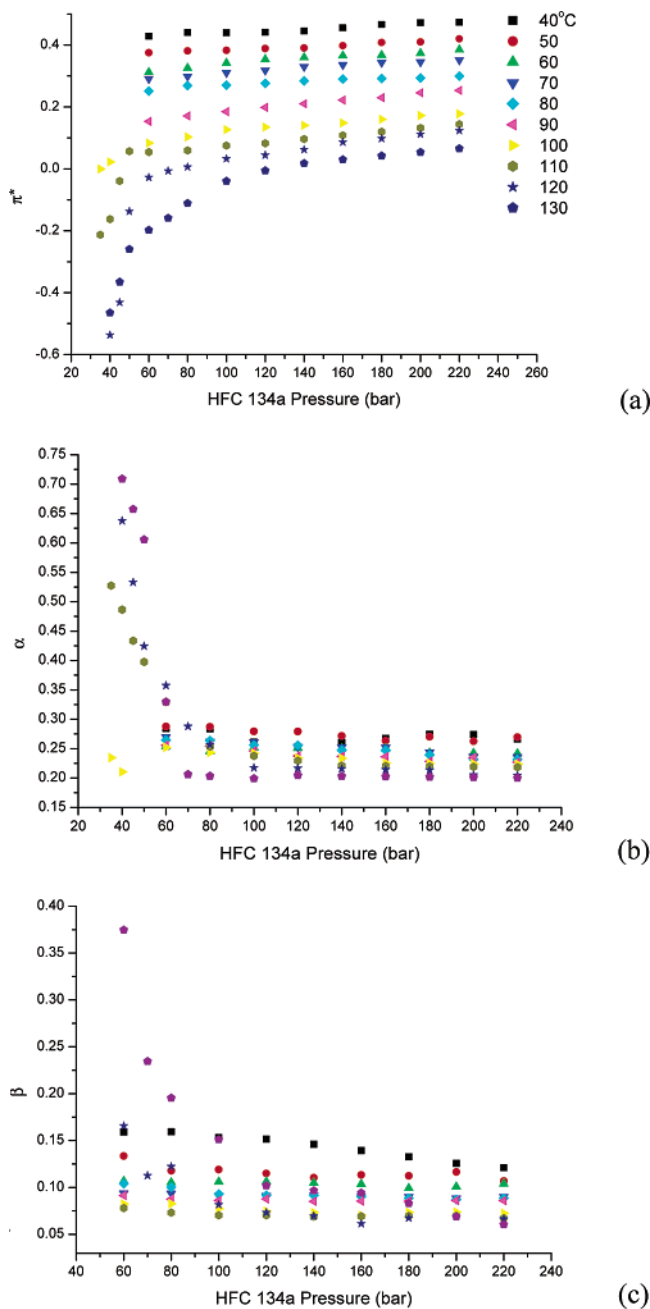 0.4
0.2
0.0
-0.2
-0.4
-0.6
π*
40°C
50
60
70
80
90
100
110
120
130
20 40 60 80 100 120 140 160 180 200 220 240 260
HFC 134a Pressure (bar)
(a)
0.75
0.70
0.65
0.60
0.55
0.50
0.45
0.40
0.35
0.30
0.25
0.20
0.15
α
20 40 60 80 100 120 140 160 180 200 220 240
HFC 134a Pressure (bar)
(b)
0.40
0.35
0.30
0.25
0.20
0.15
0.10
0.05
β
40 60 80 100 120 140 160 180 200 220 240
HFC 134a Pressure (bar)
(c)